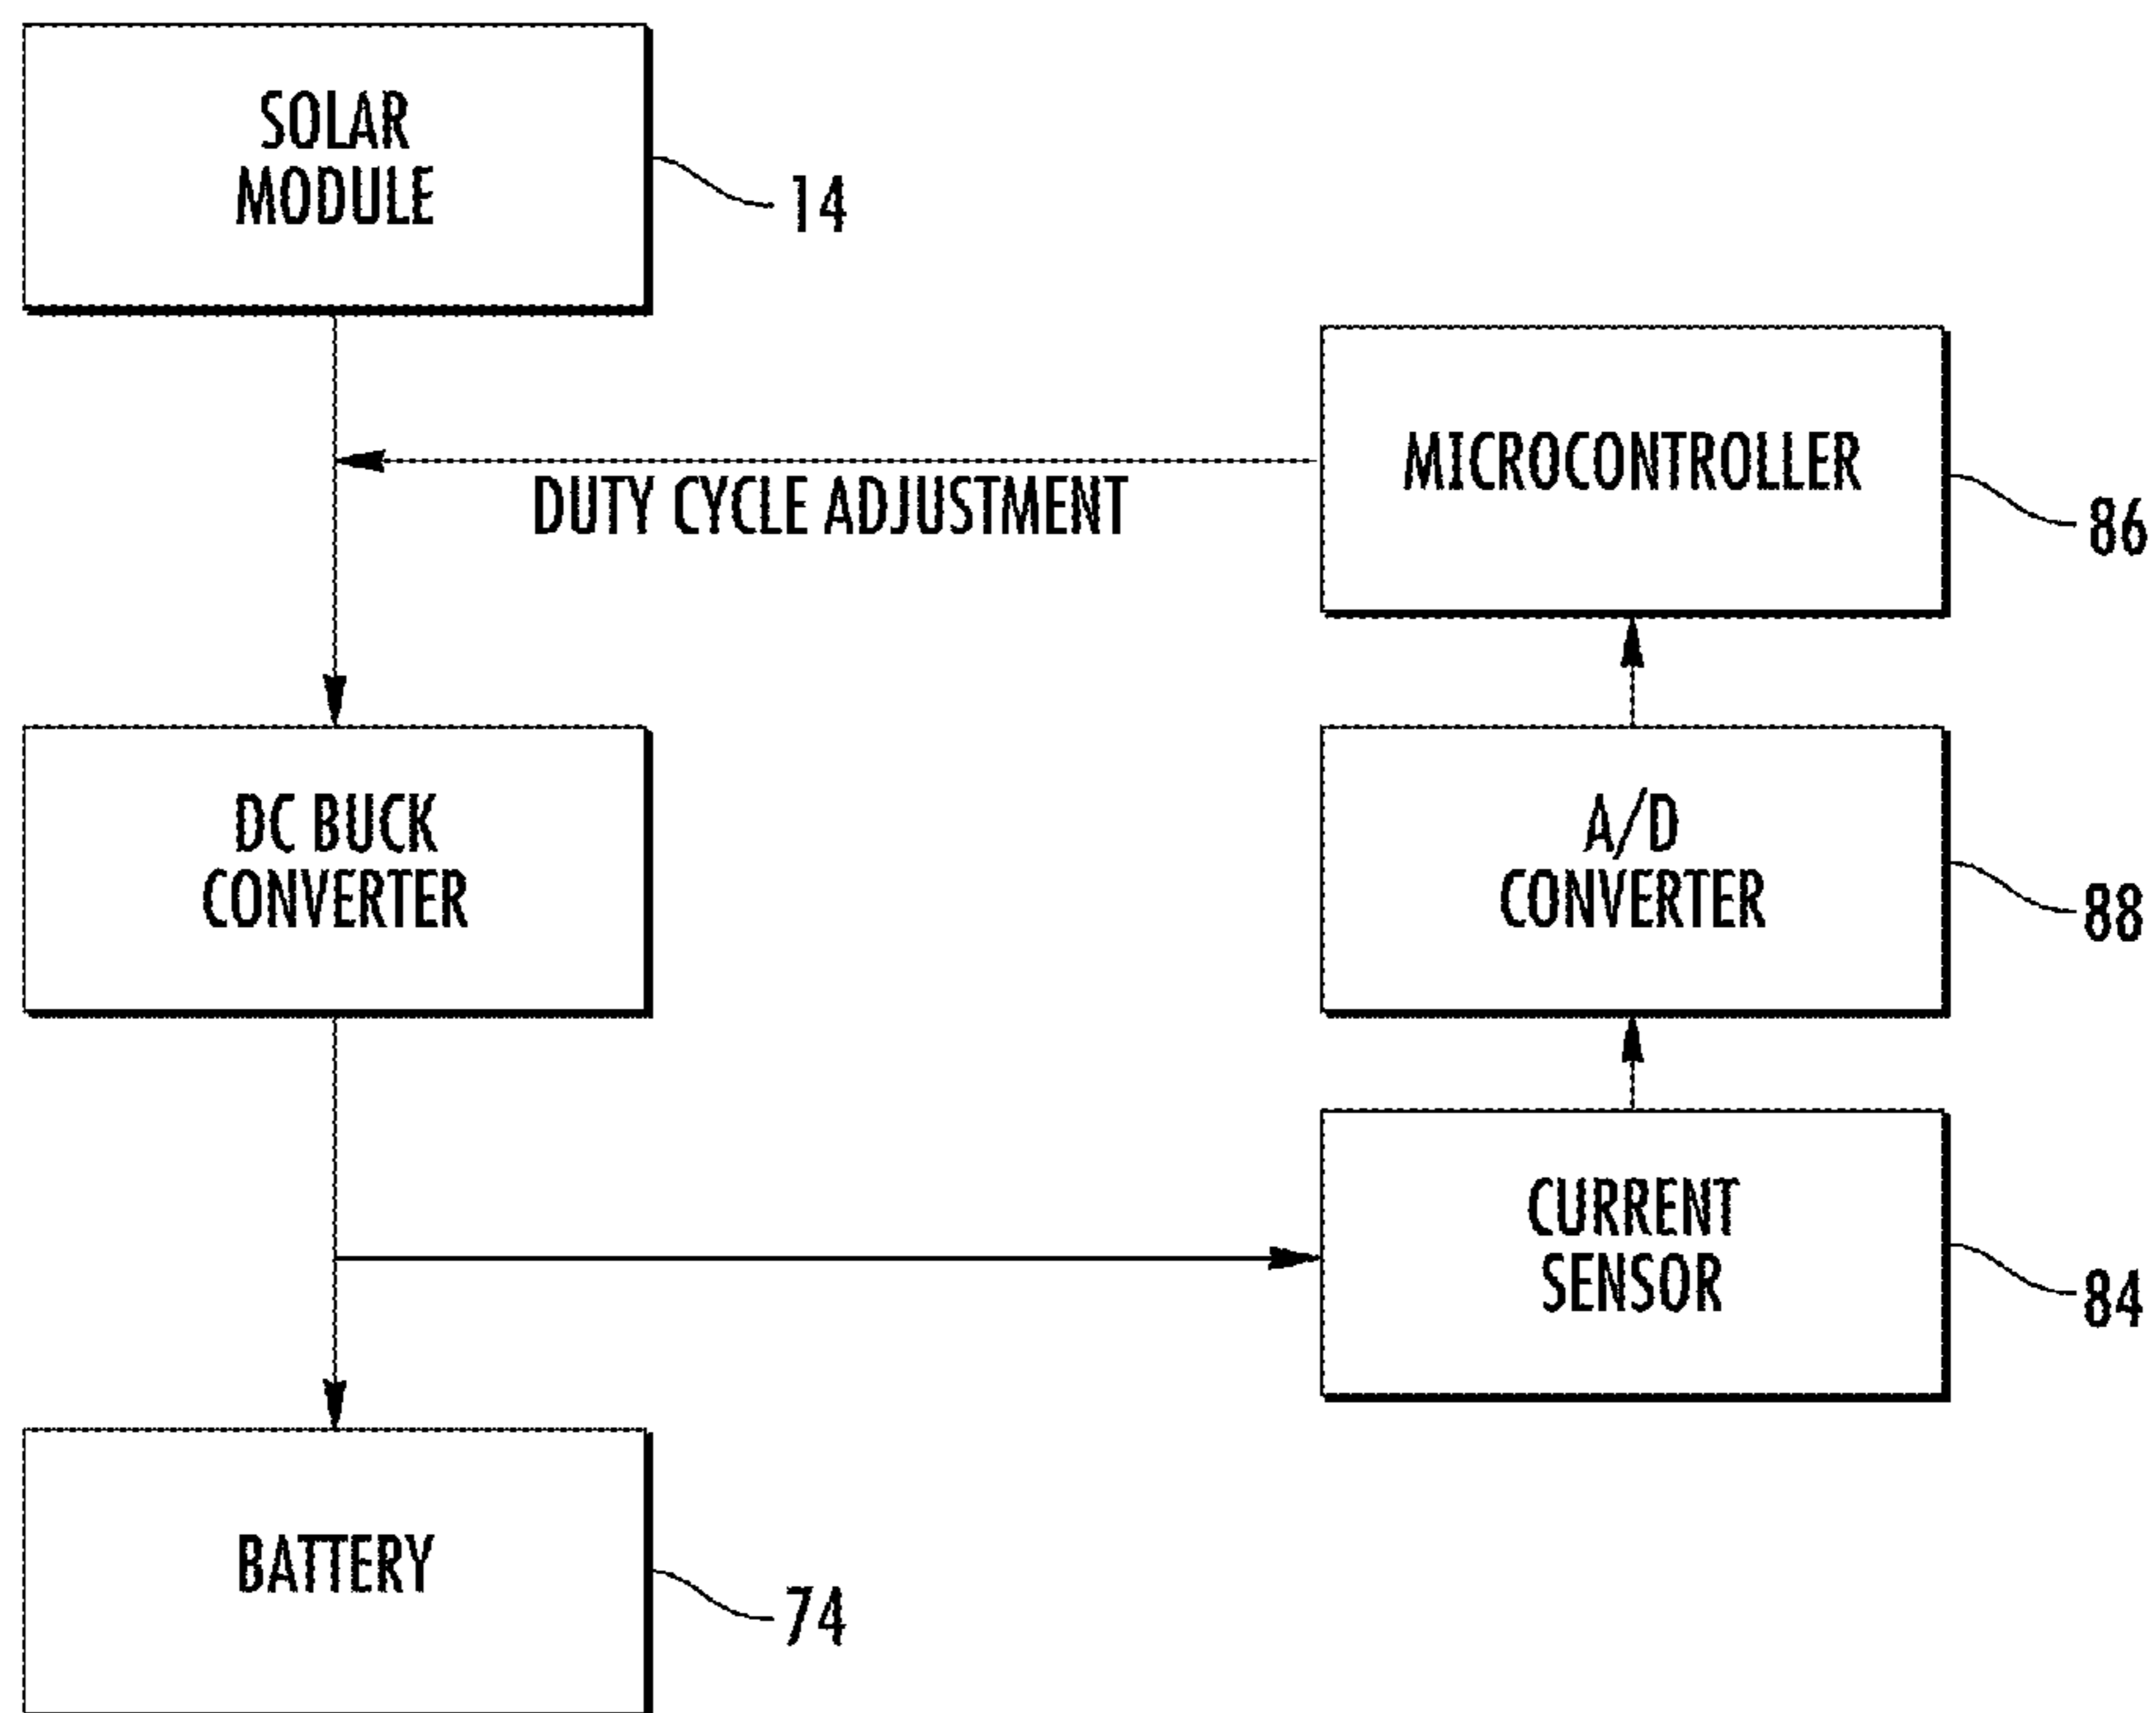 SOLAR
MODULE
14
MICROCONTROLLER
86
DUTY CYCLE ADJUSTMENT
DC BUCK
CONVERTER
A/D
CONVERTER
88
CURRENT
SENSOR
84
BATTERY
74